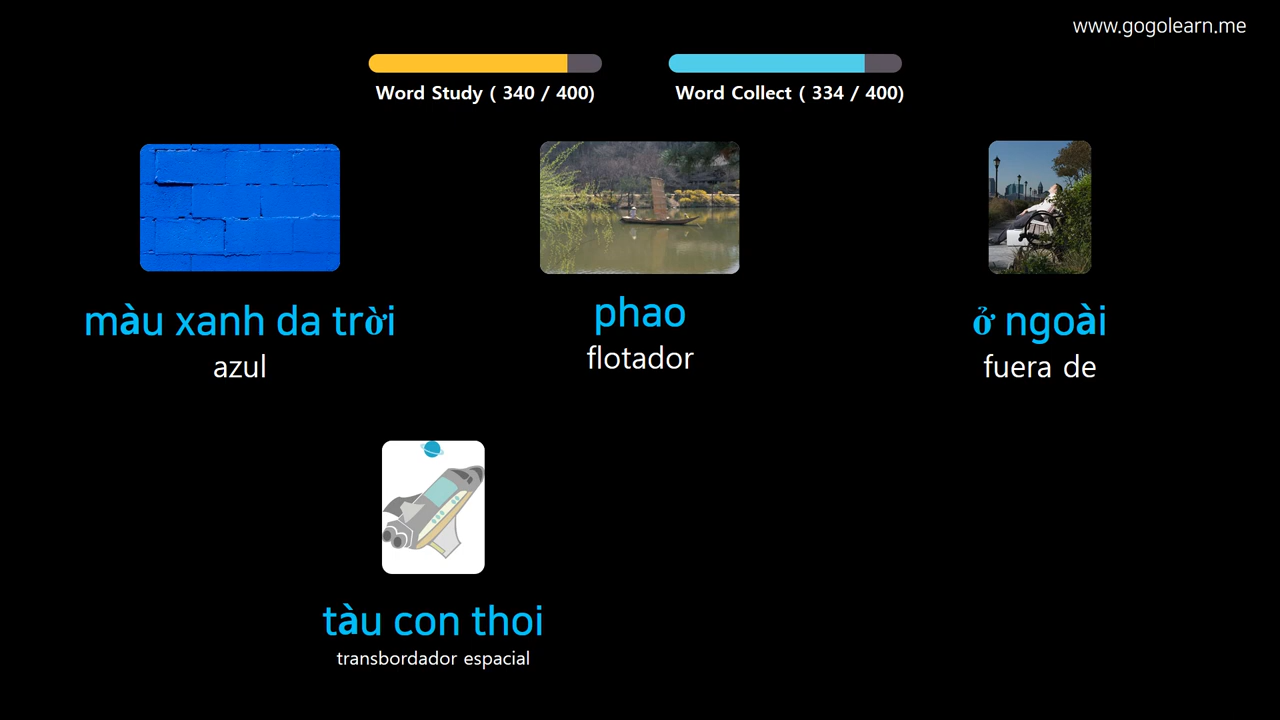 www.gogolearn.me
Word Study ( 340 / 400)
Word Collect ( 334 / 400)
màu xanh da trời
azul
phao
flotador
ở ngoài
fuera de
tàu con thoi
transbordador espacial